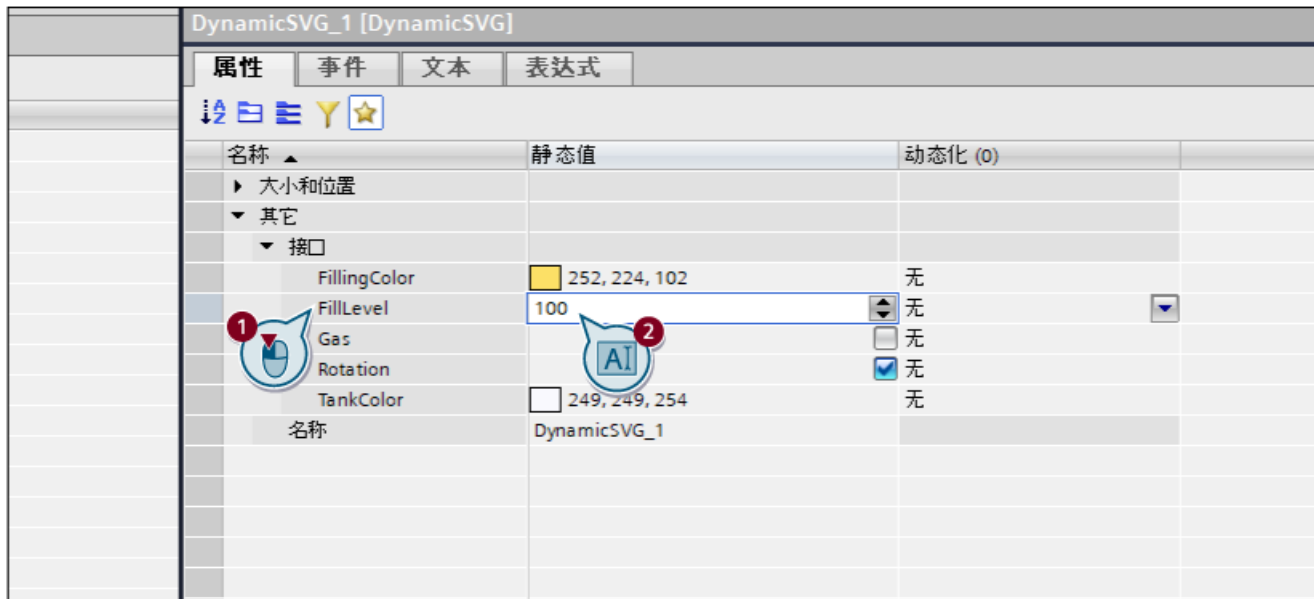 DynamicSVG_1 [DynamicSVG]
属性 事件 文本 表达式
名称 静态值 动态化 (0)
大小和位置
其它
接口
FillingColor 252, 224, 102 无
FillLevel 100 无
1 2
Gas 无
AI
Rotation 无
TankColor 249, 249, 254 无
名称 DynamicSVG_1